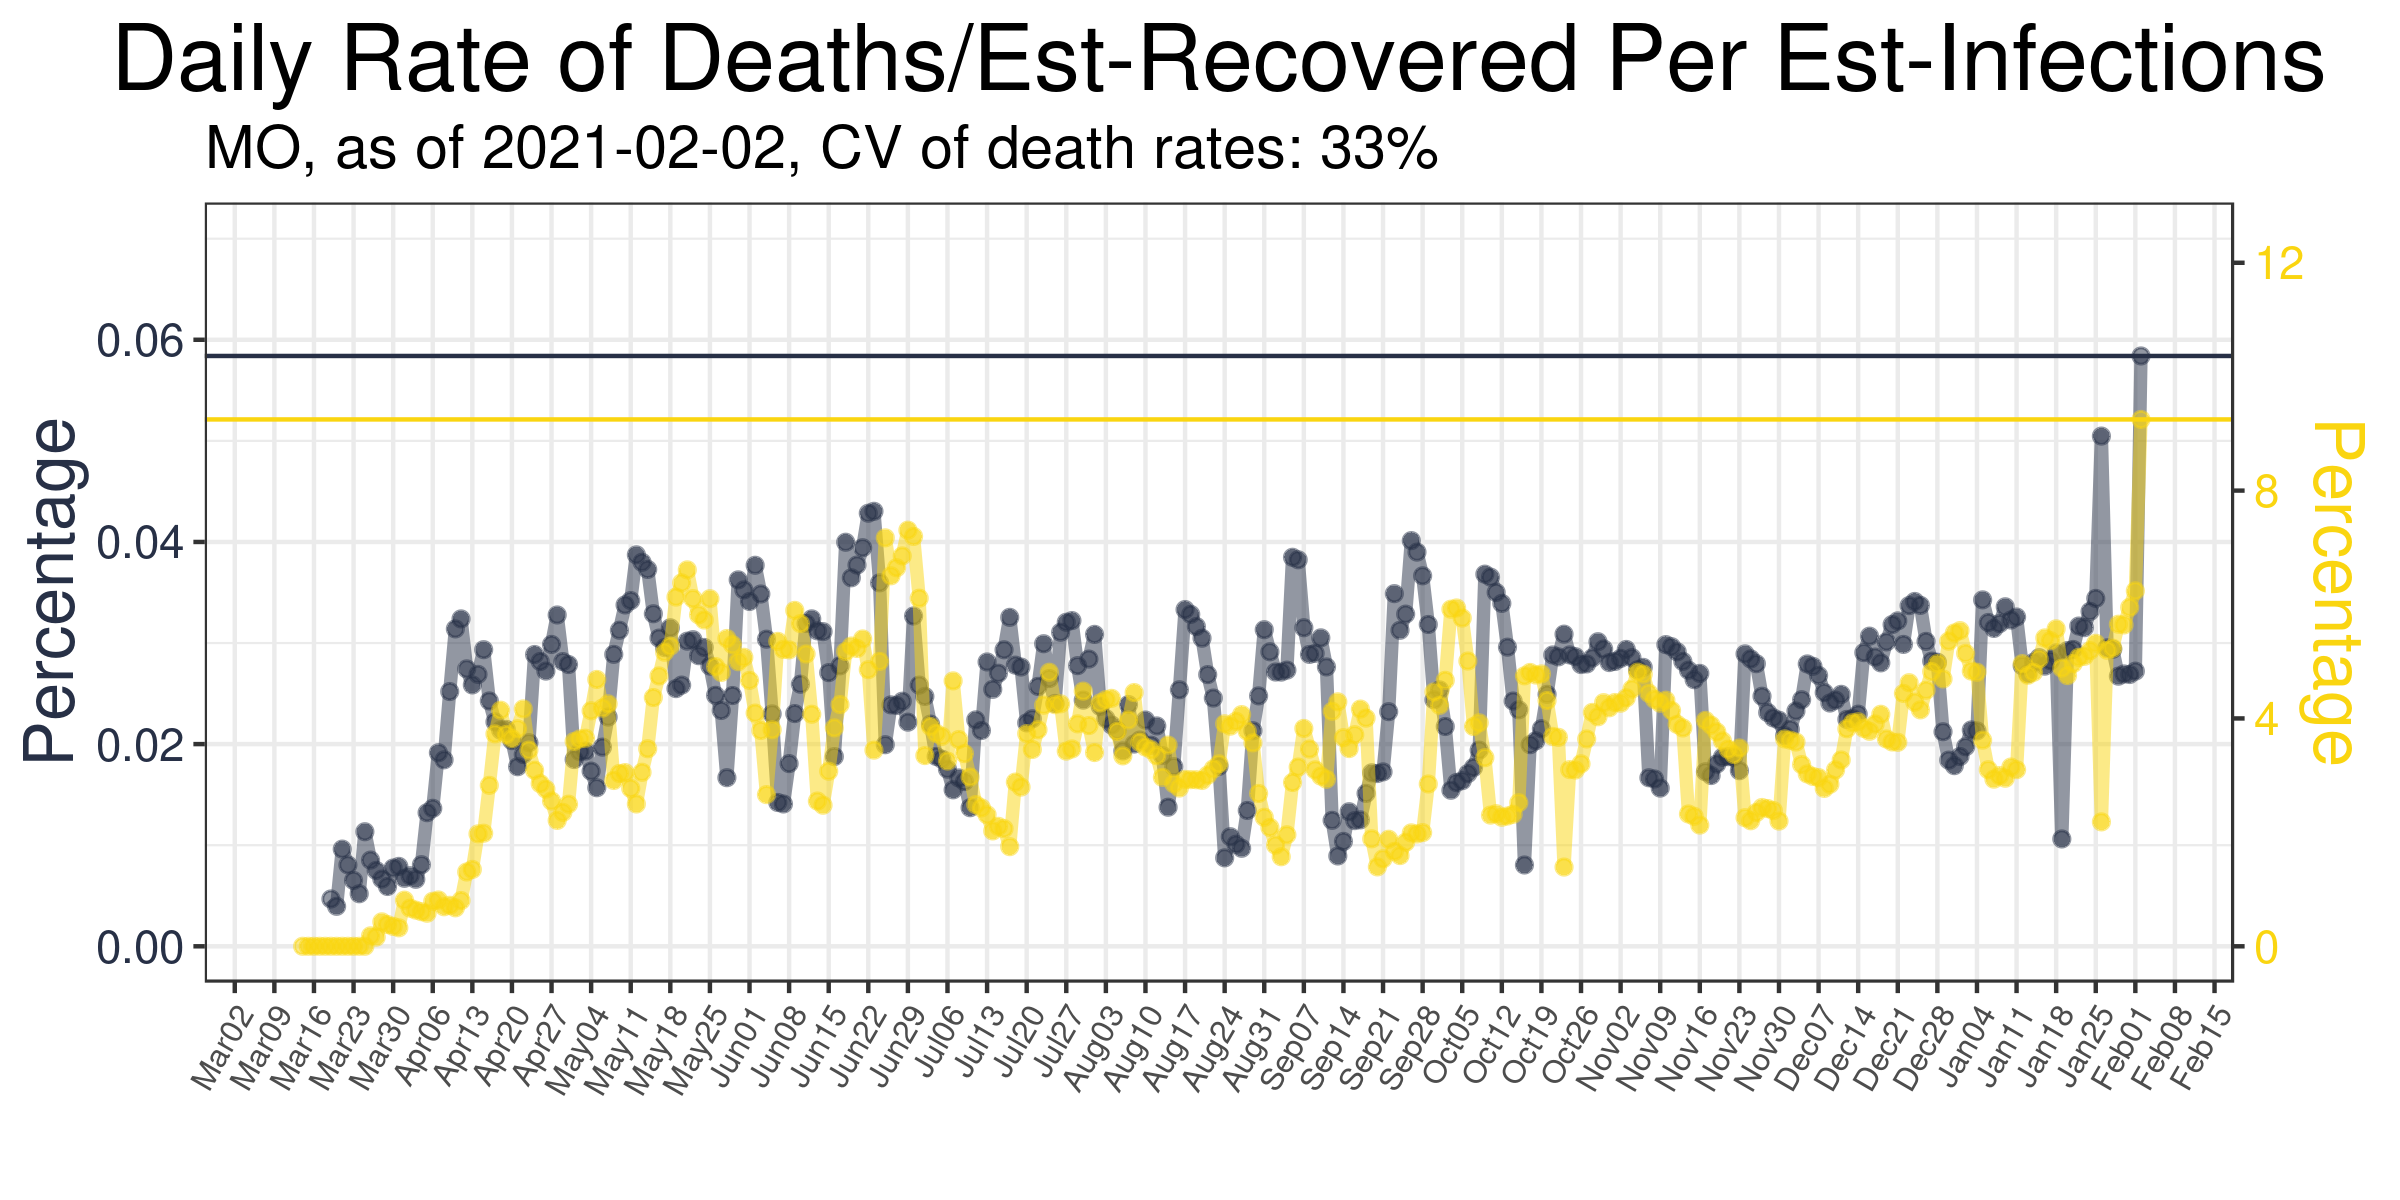 Daily Rate of Deaths/Est-Recovered Per Est-Infections
MO, as of 2021-02-02, CV of death rates: 33%
Percentage
0.06
0.04
0.02
0.00
12
8
4
0
Percentage
Mar02
Mar09
Mar16
Mar23
Mar30
Apr06
Apr13
Apr20
Apr27
May04
May11
May18
May25
Jun01
Jun08
Jun15
Jun22
Jun29
Jul06
Jul13
Jul20
Jul27
Aug03
Aug10
Aug17
Aug24
Aug31
Sep07
Sep14
Sep21
Sep28
Oct05
Oct12
Oct19
Oct26
Nov02
Nov09
Nov16
Nov23
Nov30
Dec07
Dec14
Dec21
Dec28
Jan04
Jan11
Jan18
Jan25
Feb01
Feb08
Feb15